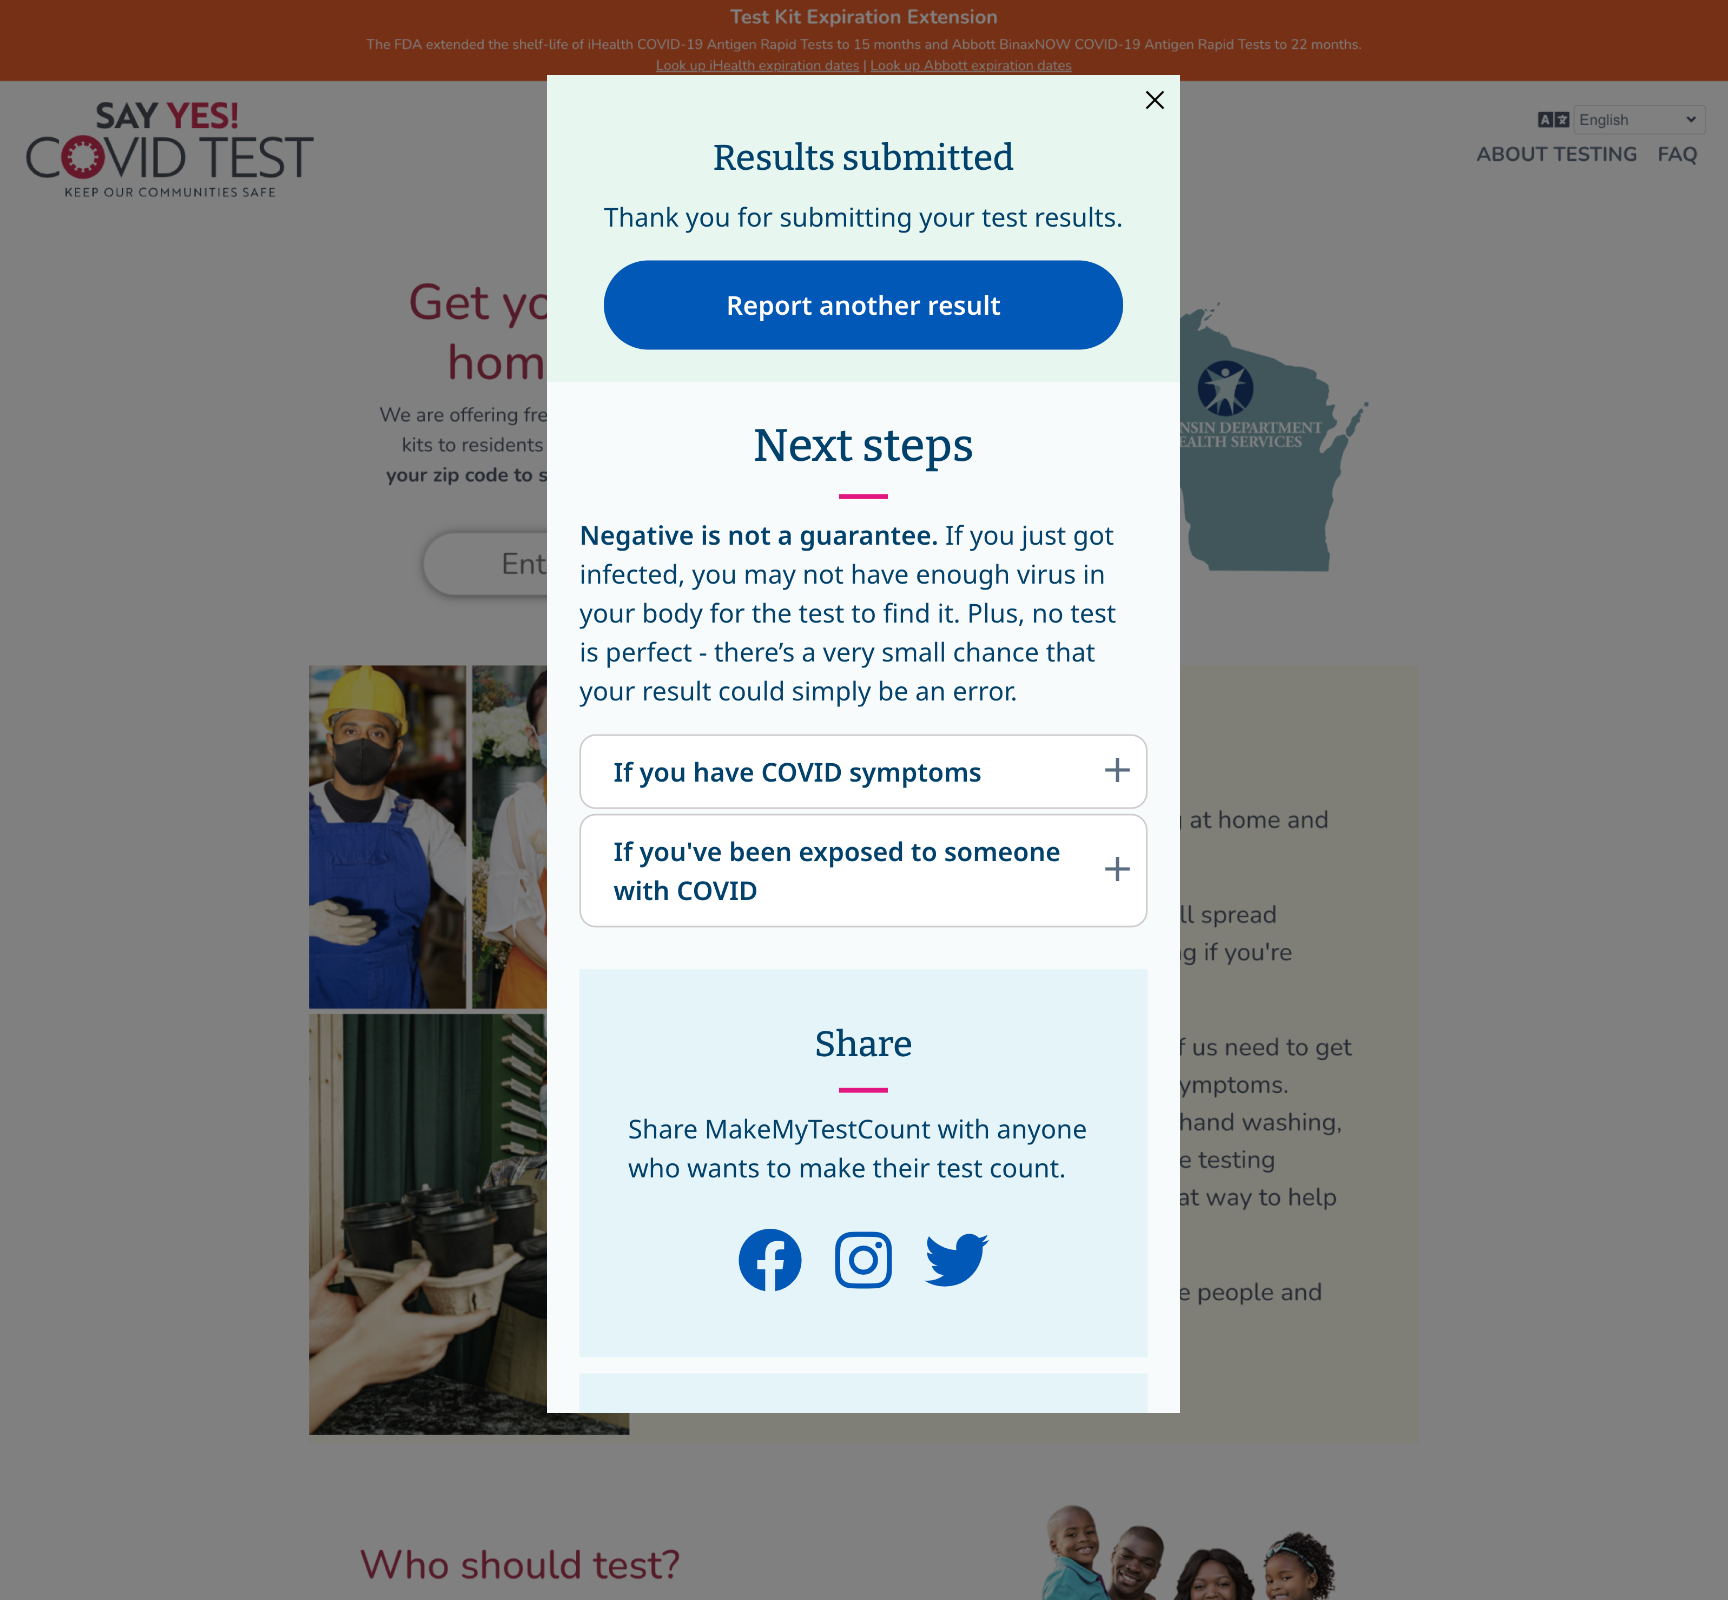 Test Kit Expiration Extension
The FDA extended the shelf-life of iHealth COVID-19 Antigen Rapid Tests to 15 months and Abbott BinaxNOW COVID-19 Antigen Rapid Tests to 22 months.
Look up iHealth expiration dates | Look up Abbott expiration dates
SAY YES!
COVID TEST
KEEP OUR COMMUNITIES SAFE
English
ABOUT TESTING FAQ
Results submitted
Thank you for submitting your test results.
Report another result
Get yo
hom
We are offering fre
kits to residents
your zip code to s
Ent
NSIN DEPARTMENT
EALTH SERVICES
Next steps
Negative is not a guarantee. If you just got
infected, you may not have enough virus in
your body for the test to find it. Plus, no test
is perfect - there’s a very small chance that
your result could simply be an error.
If you have COVID symptoms
If you've been exposed to someone
with COVID
at home and
ll spread
g if you're
f us need to get
ymptoms.
hand washing,
e testing
at way to help
e people and
Share
Share MakeMyTestCount with anyone
who wants to make their test count.
Who should test?